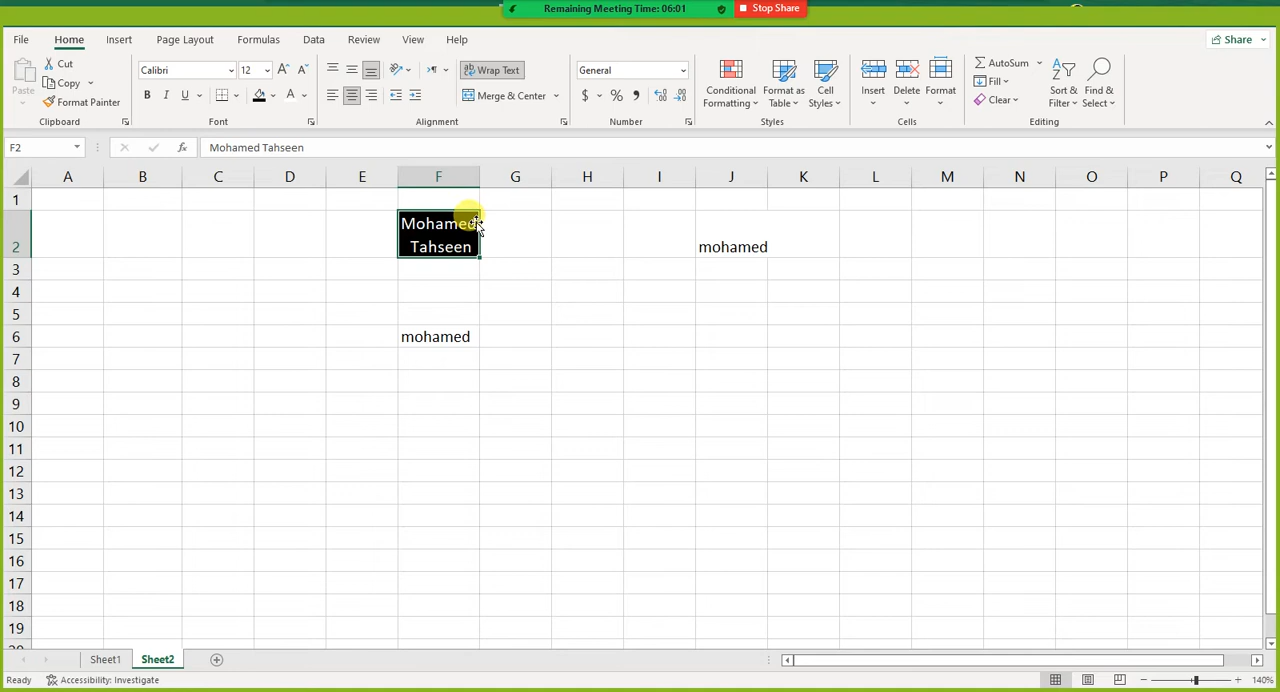 Remaining Meeting Time: 06:01 Stop Share
File Home Insert Page Layout Formulas Data Review View Help Share
Paste Cut Copy Format Painter Clipboard
Calibri 12 A A B I U A Font
Wrap Text Merge & Center Alignment
General $ % Number
Conditional Formatting Format as Table Cell Styles Styles
Insert Delete Format Cells
AutoSum Fill Clear Sort & Filter Find & Select Editing
F2 fx Mohamed Tahseen
A B C D E F G H I J K L M N O P Q
1
2 Mohamed Tahseen mohamed
3
4
5
6 mohamed
7
8
9
10
11
12
13
14
15
16
17
18
19
Sheet1 Sheet2
Ready Accessibility: Investigate 140%